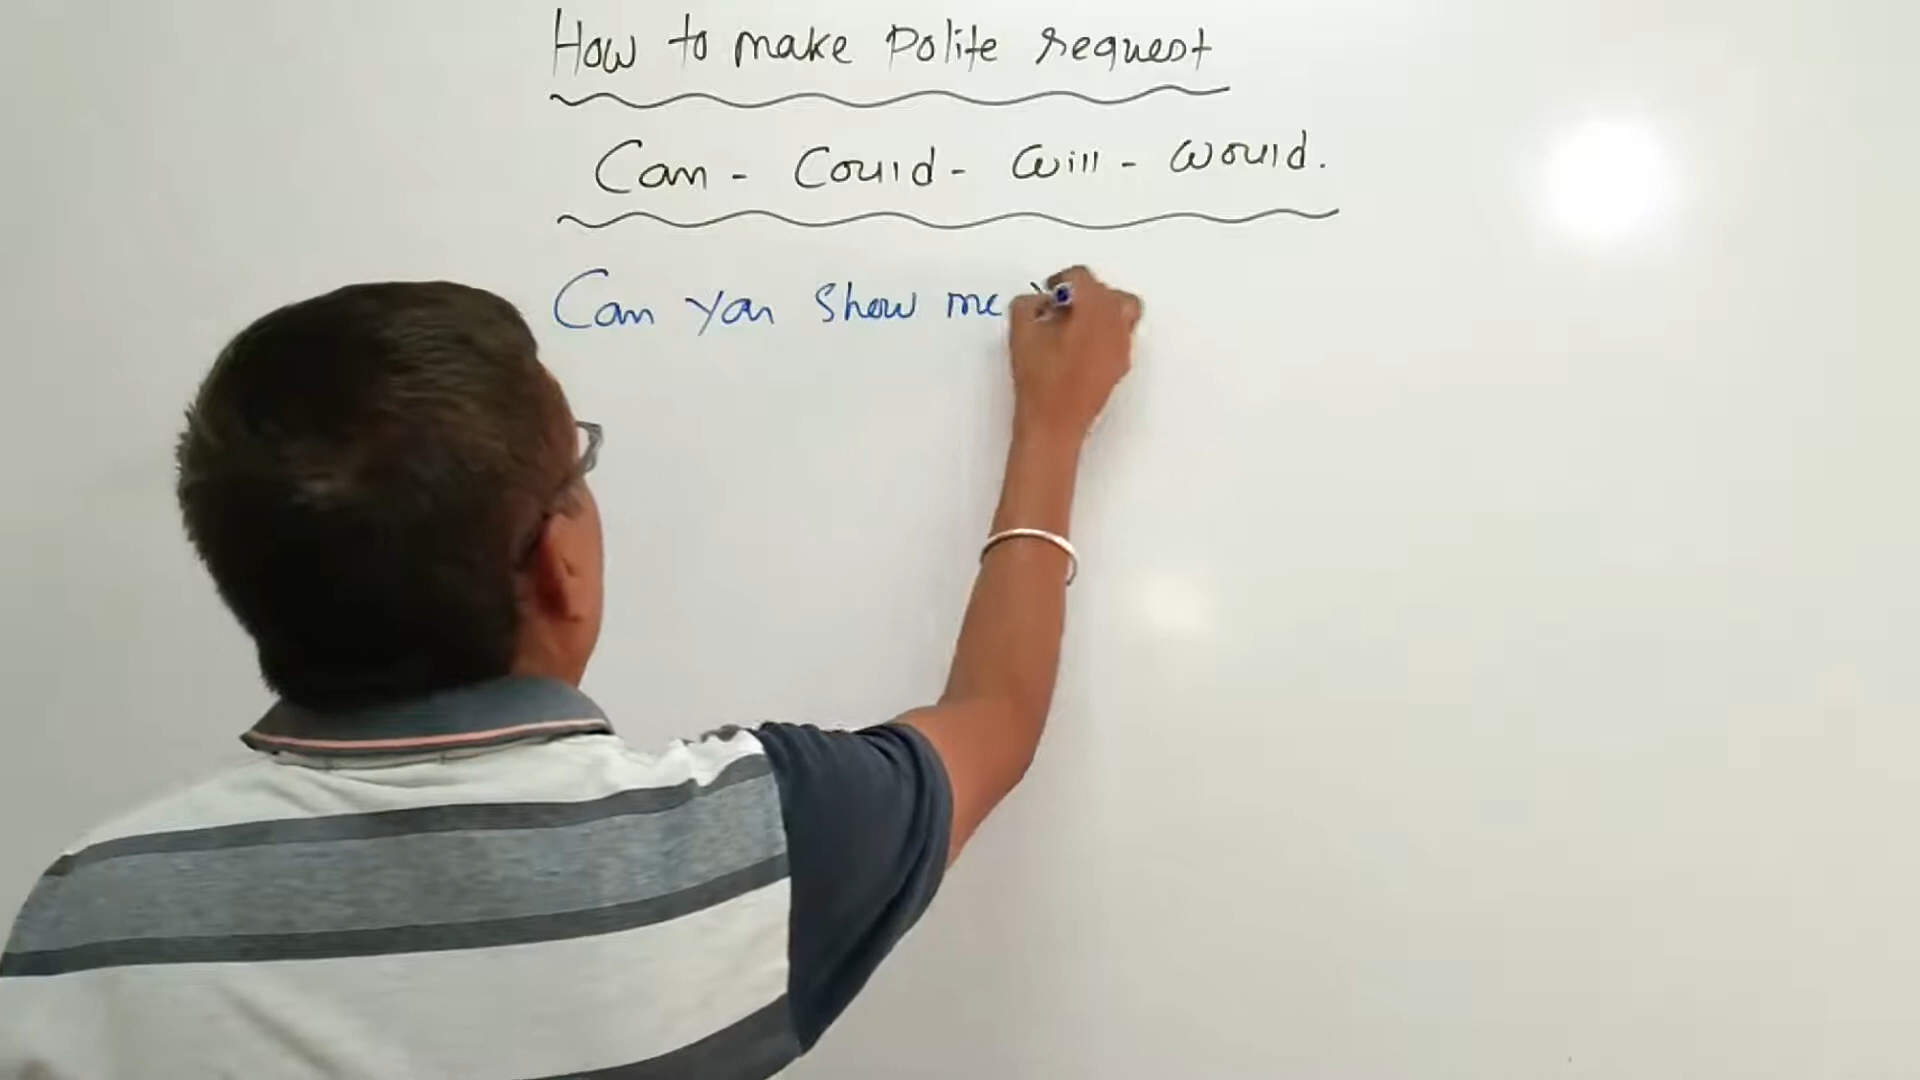 How to make Polite request
Can - Could - Will - Would.
Can you show me